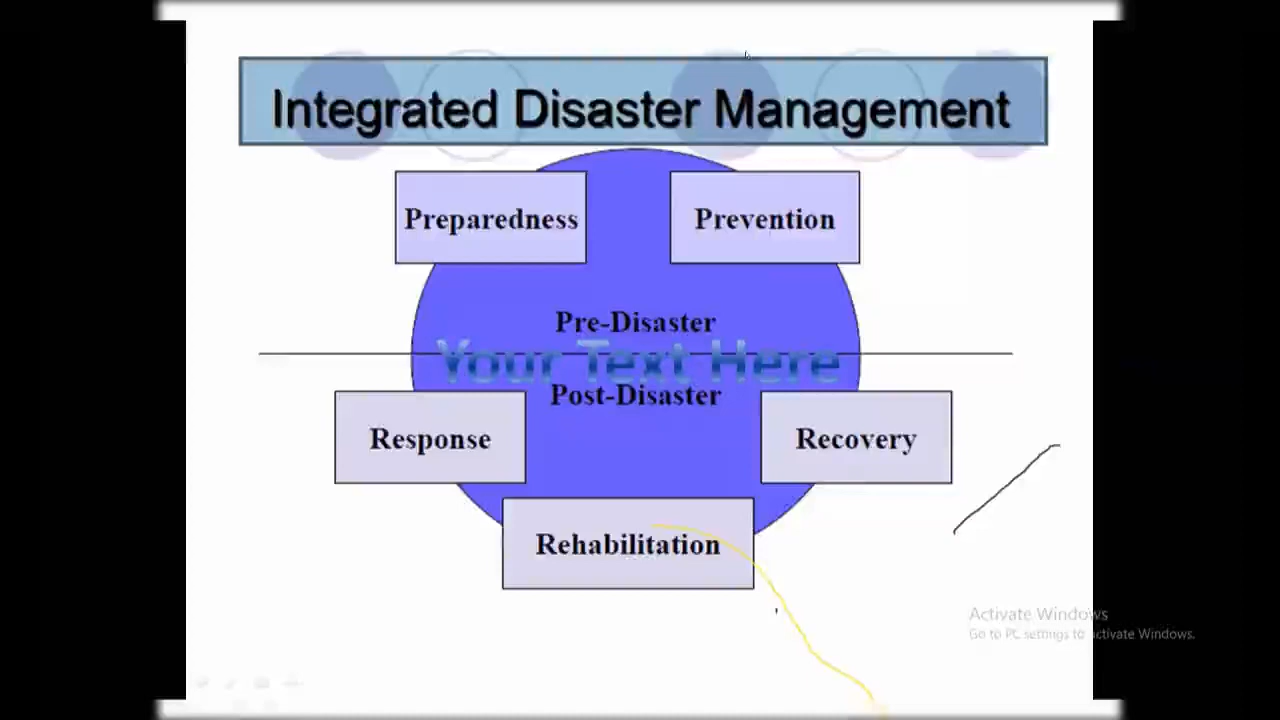 Integrated Disaster Management
Preparedness
Prevention
Pre-Disaster
Your Text Here
Post-Disaster
Response
Recovery
Rehabilitation
Activate Windows
Go to PC settings to activate Windows.